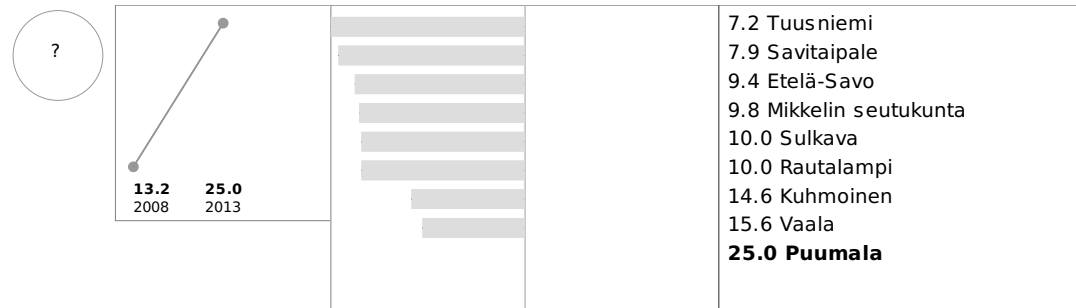 ?
13.2 25.0
2008 2013
7.2 Tuusniemi
7.9 Savitaipale
9.4 Etelä-Savo
9.8 Mikkelin seutukunta
10.0 Sulkava
10.0 Rautalampi
14.6 Kuhmoinen
15.6 Vaala
25.0 Puumala